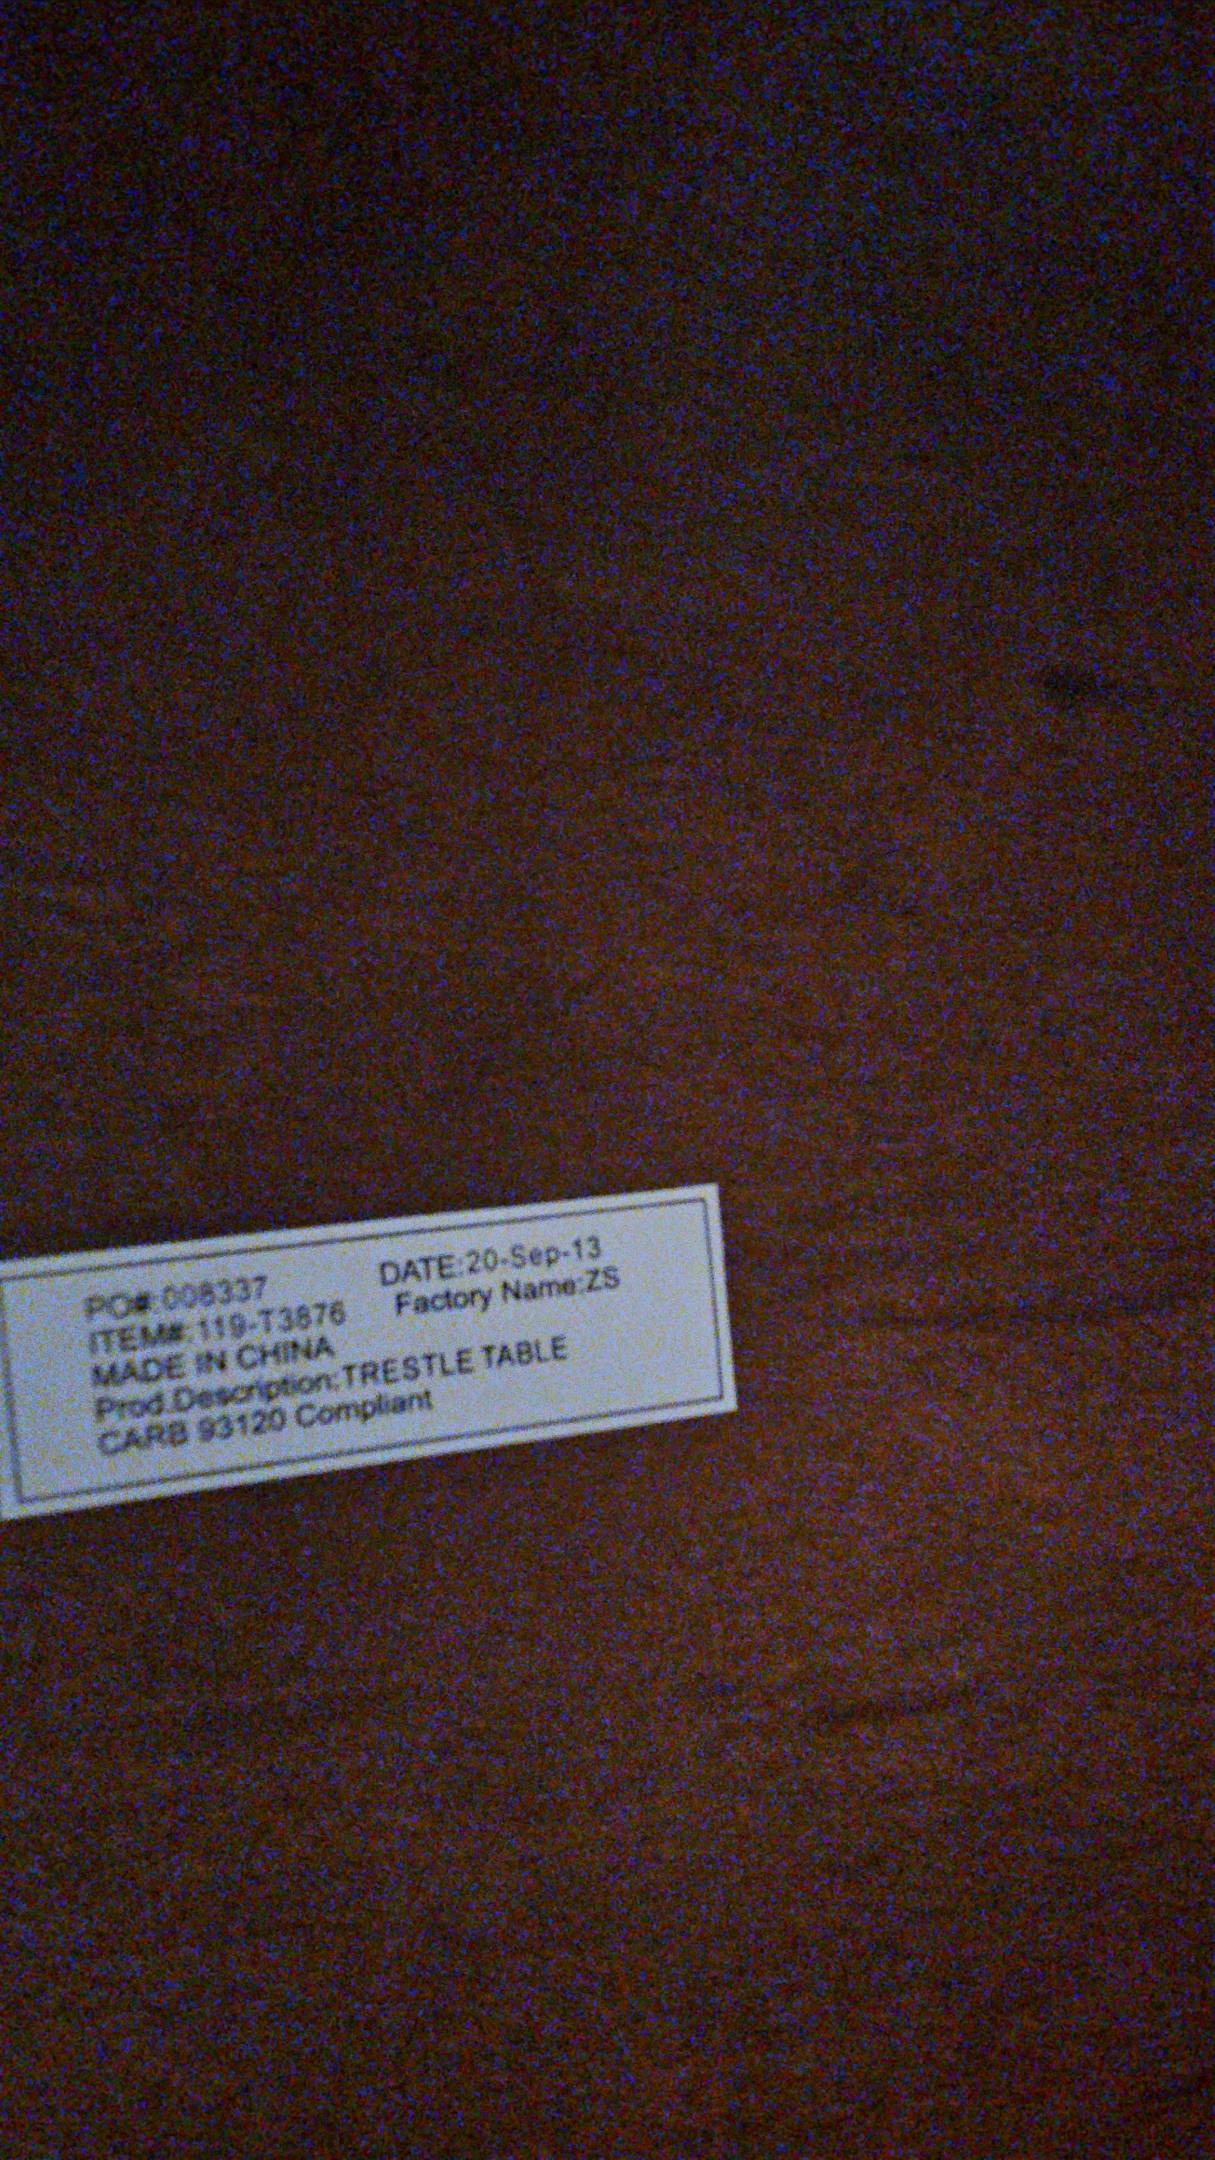 PO#:008337 DATE:20-Sep-13
ITEM#:119-T3876 Factory Name:ZS
MADE IN CHINA
Prod.Description:TRESTLE TABLE
CARB 93120 Compliant